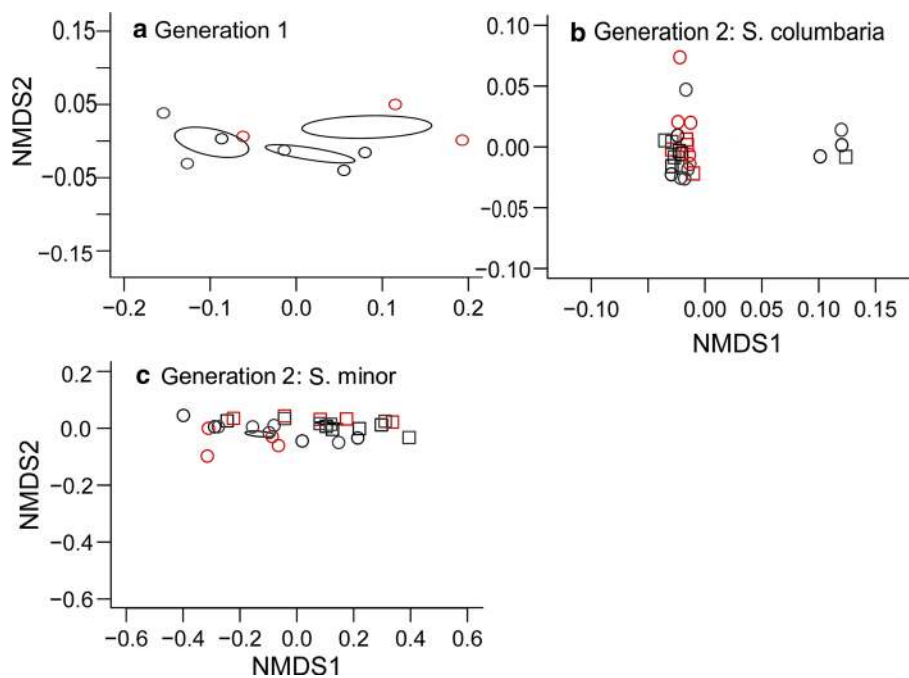 a Generation 1
NMDS2
0.15
0.05
−0.05
−0.15
−0.2 −0.1 0.0 0.1 0.2
b Generation 2: S. columbaria
0.10
0.05
0.00
−0.05
−0.10
−0.10 0.00 0.05 0.10 0.15
NMDS1
c Generation 2: S. minor
NMDS2
0.2
0.0
−0.2
−0.4
−0.6
−0.6 −0.4 −0.2 0.0 0.2 0.4 0.6
NMDS1